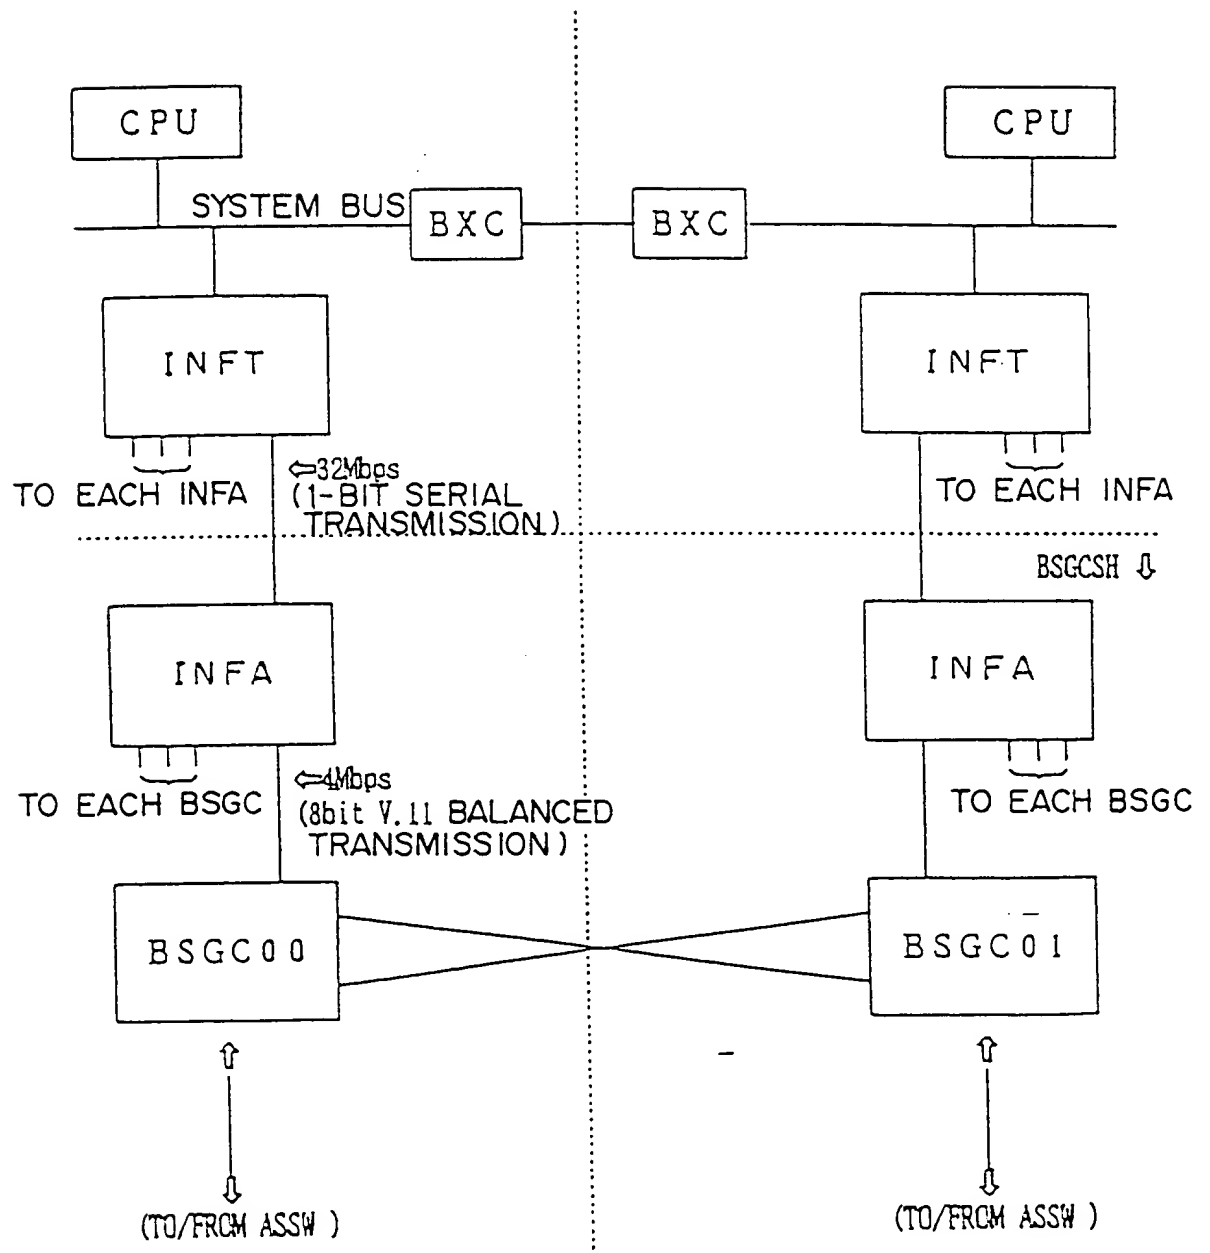 CPU
CPU
SYSTEM BUS
BXC
BXC
INFT
INFT
⇦32Mbps
(1-BIT SERIAL
TRANSMISSION)
TO EACH INFA
TO EACH INFA
BSGCSH ⇩
INFA
INFA
⇦4Mbps
(8bit V.11 BALANCED
TRANSMISSION)
TO EACH BSGC
TO EACH BSGC
BSGC00
BSGC01
(TO/FROM ASSW)
(TO/FROM ASSW)